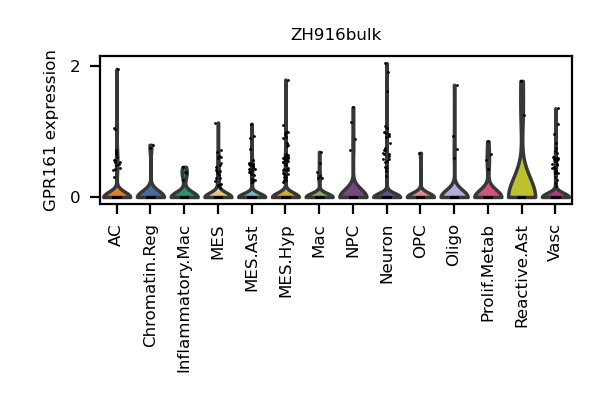 ZH916bulk
GPR161 expression
2
0
AC
Chromatin.Reg
Inflammatory.Mac
MES
MES.Ast
MES.Hyp
Mac
NPC
Neuron
OPC
Oligo
Prolif.Metab
Reactive.Ast
Vasc